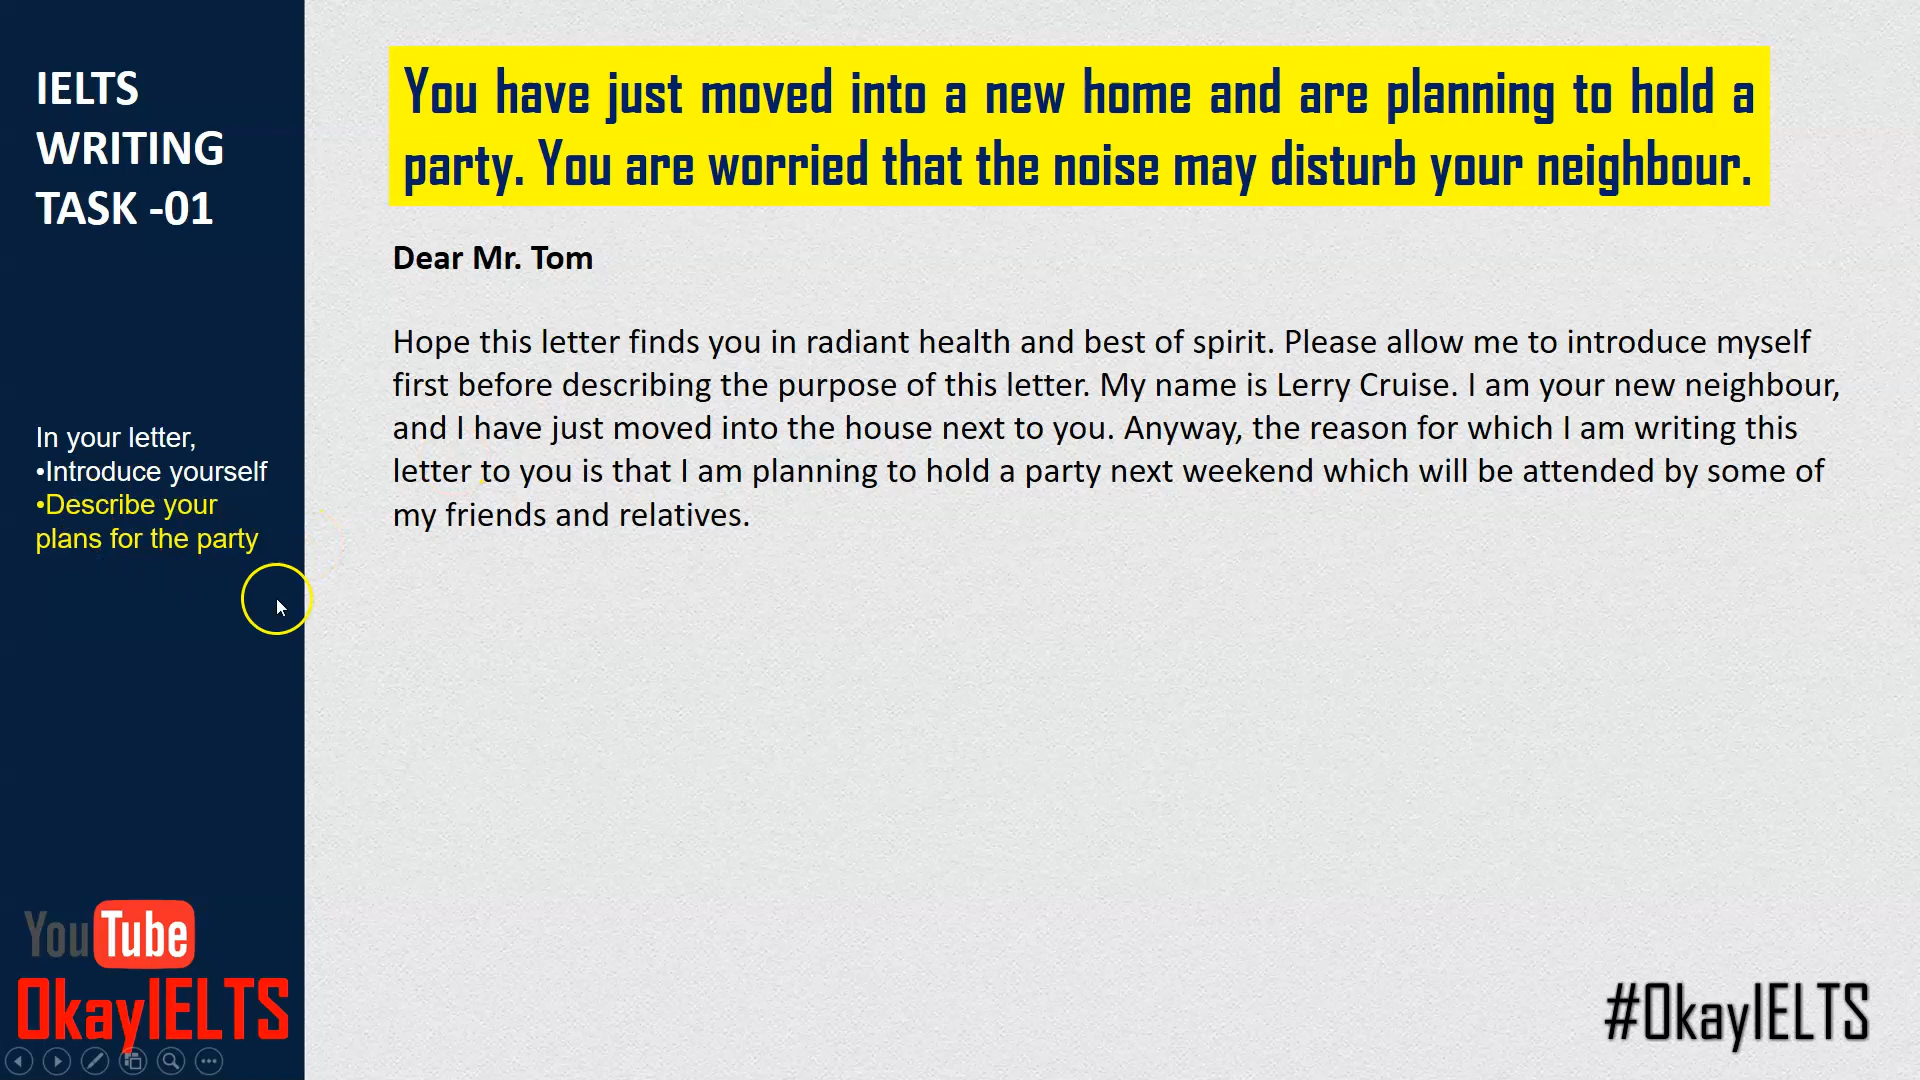 IELTS
WRITING
TASK -01
You have just moved into a new home and are planning to hold a
party. You are worried that the noise may disturb your neighbour.
Dear Mr. Tom
Hope this letter finds you in radiant health and best of spirit. Please allow me to introduce myself
first before describing the purpose of this letter. My name is Lerry Cruise. I am your new neighbour,
and I have just moved into the house next to you. Anyway, the reason for which I am writing this
letter to you is that I am planning to hold a party next weekend which will be attended by some of
my friends and relatives.
In your letter,
•Introduce yourself
•Describe your
plans for the party
YouTube
OkayIELTS
#OkayIELTS